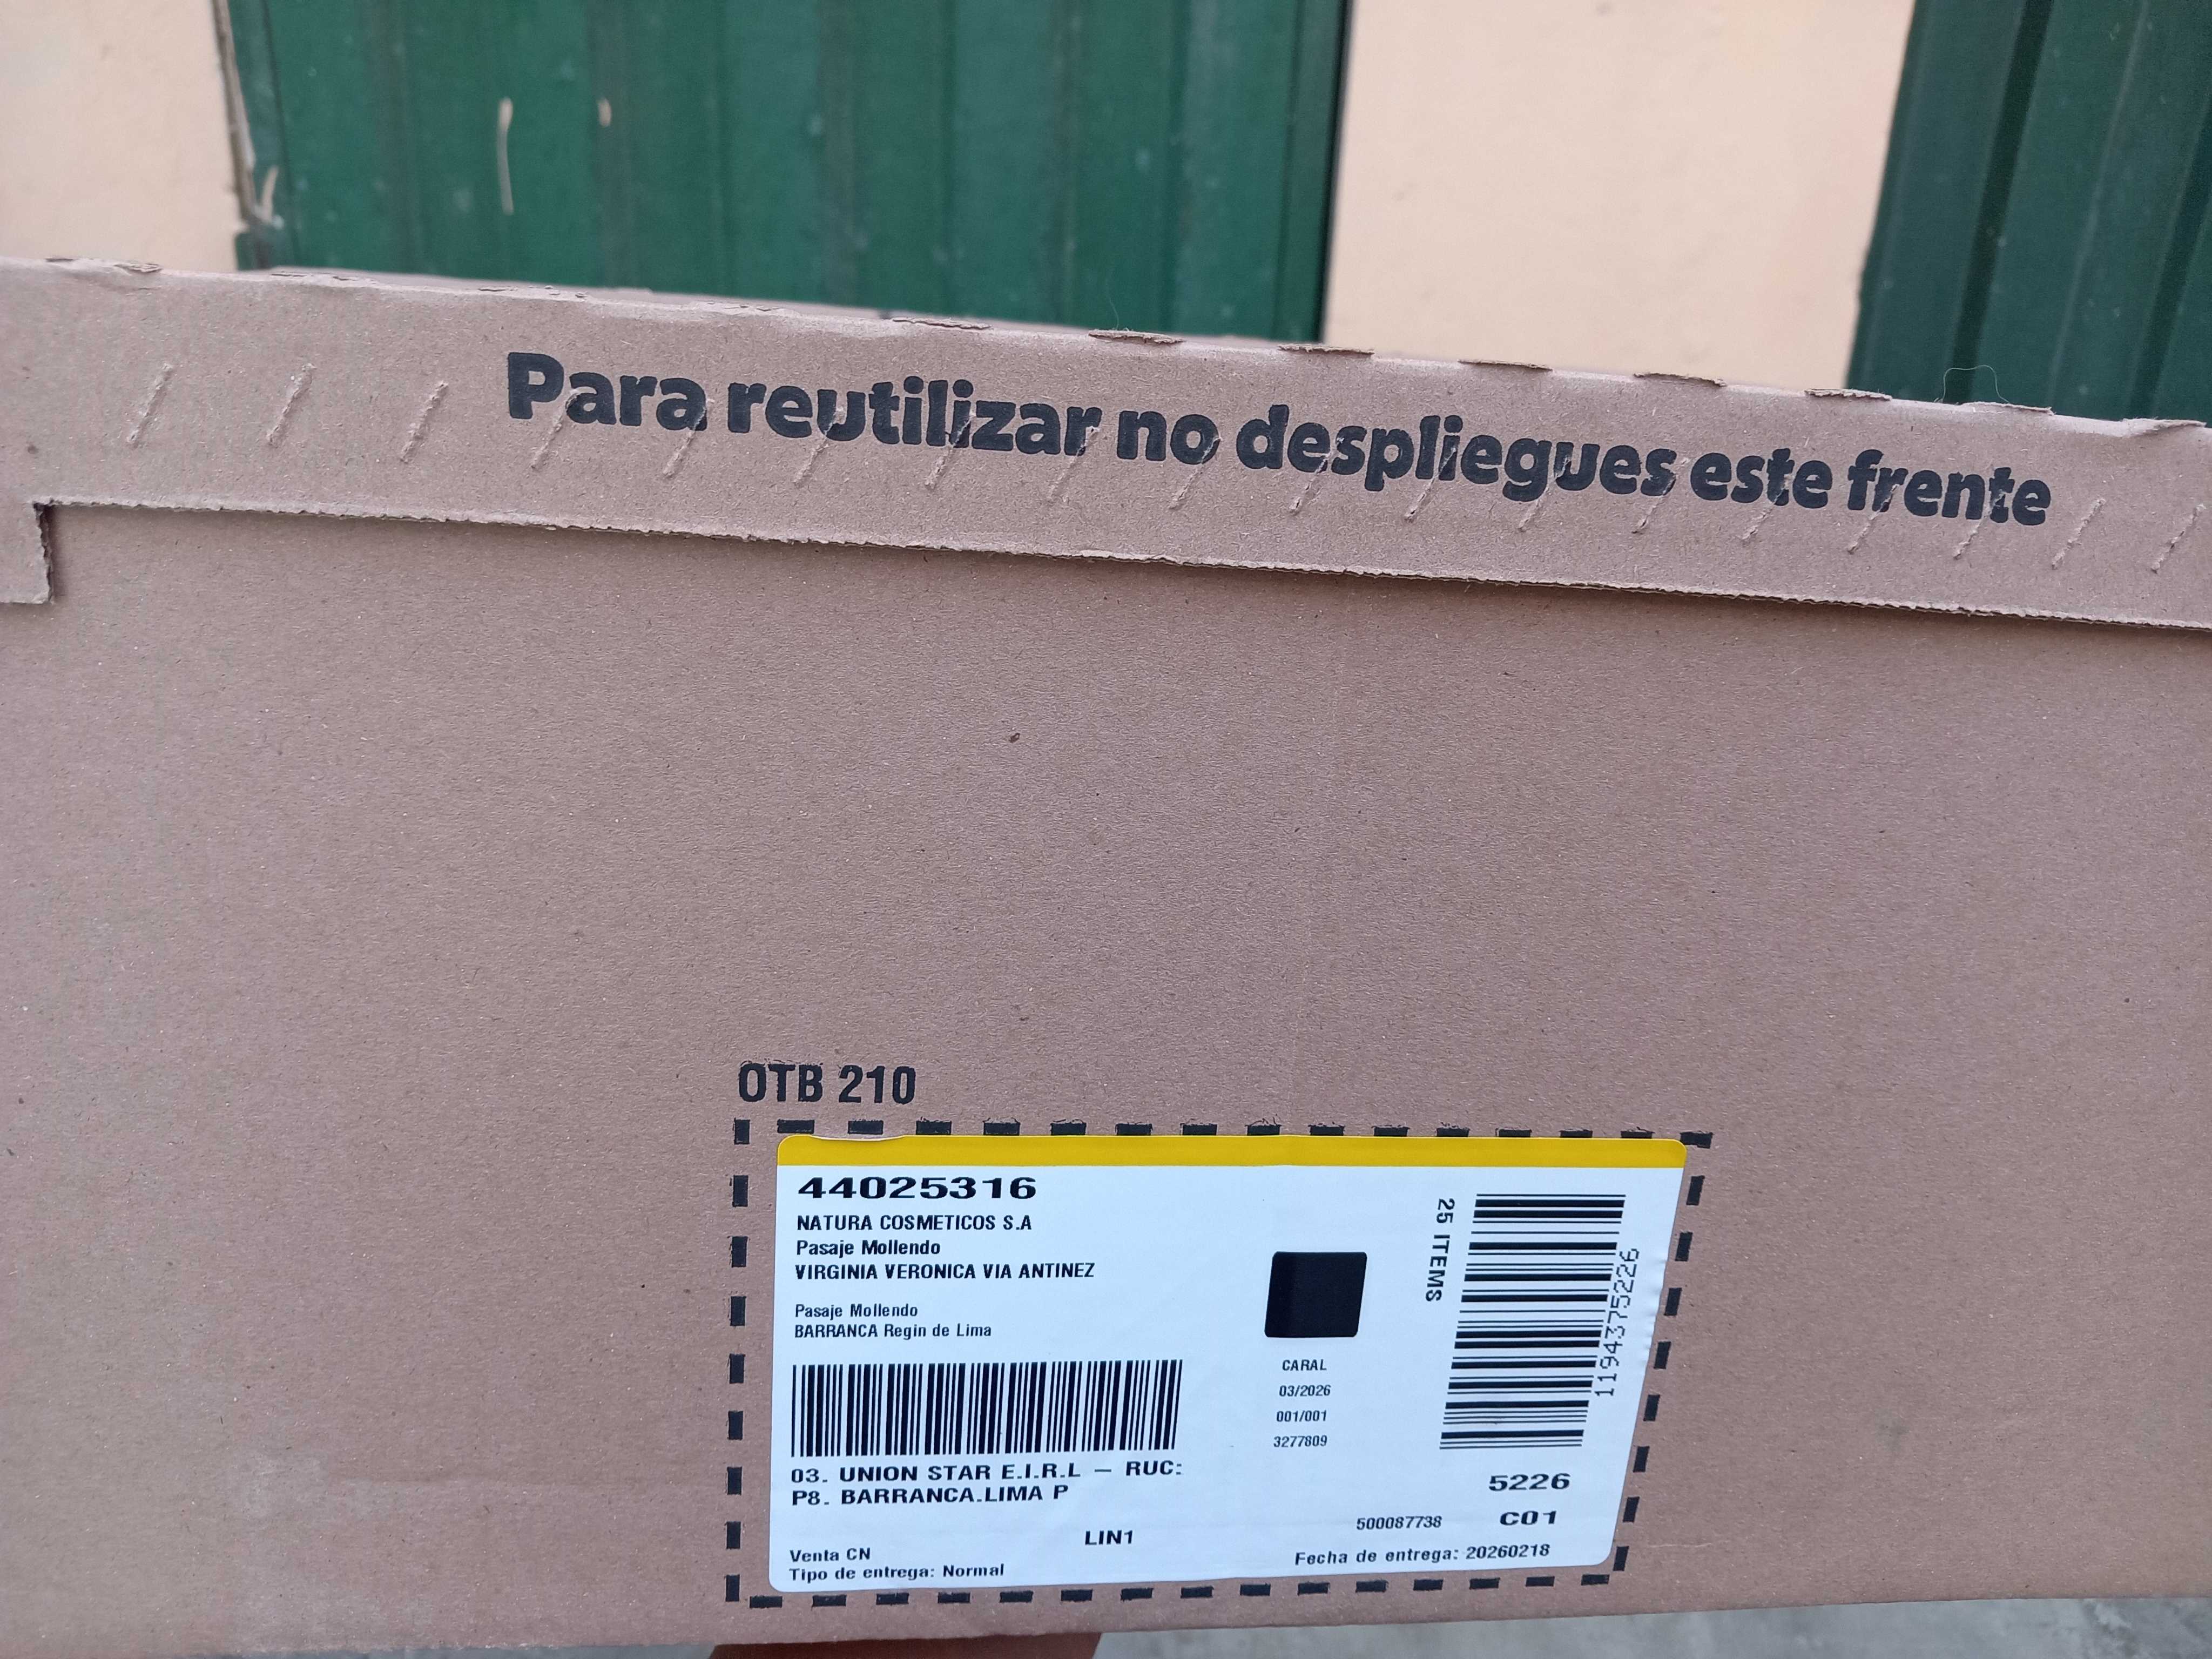 Para reutilizar no despliegues este frente
OTB 210
44025316
NATURA COSMETICOS S.A
Pasaje Mollendo
VIRGINIA VERONICA VIA ANTINEZ
Pasaje Mollendo
BARRANCA Regin de Lima
03. UNION STAR E.I.R.L – RUC:
P8. BARRANCA.LIMA P
LIN1
Venta CN
Tipo de entrega: Normal
CARAL
03/2026
001/001
3277809
25 ITEMS
1194375226
5226
500087738 C01
Fecha de entrega: 20260218